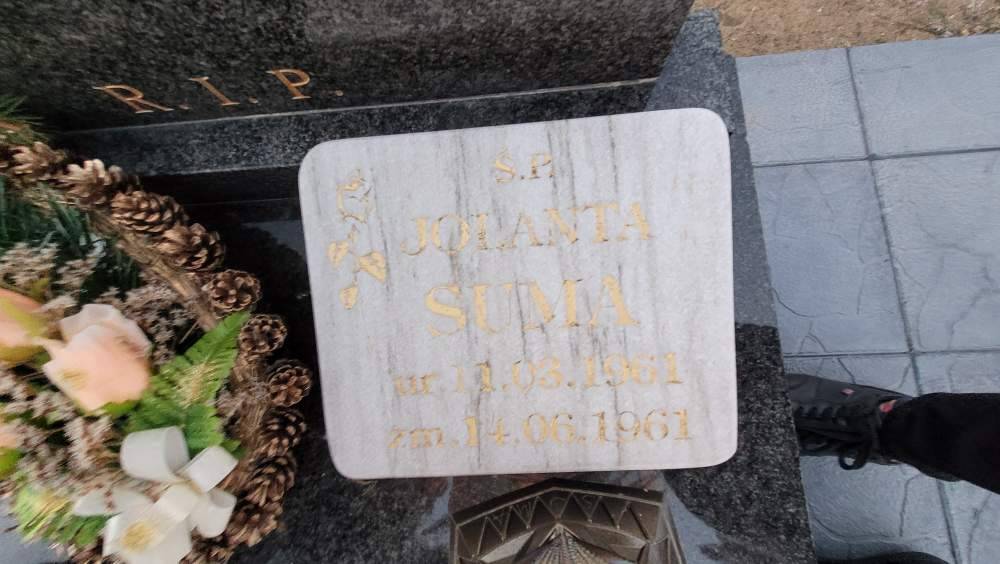 R.I.P.
Ś.P.
JOLANTA
SUMA
ur.11.03.1961
zm.14.06.1961